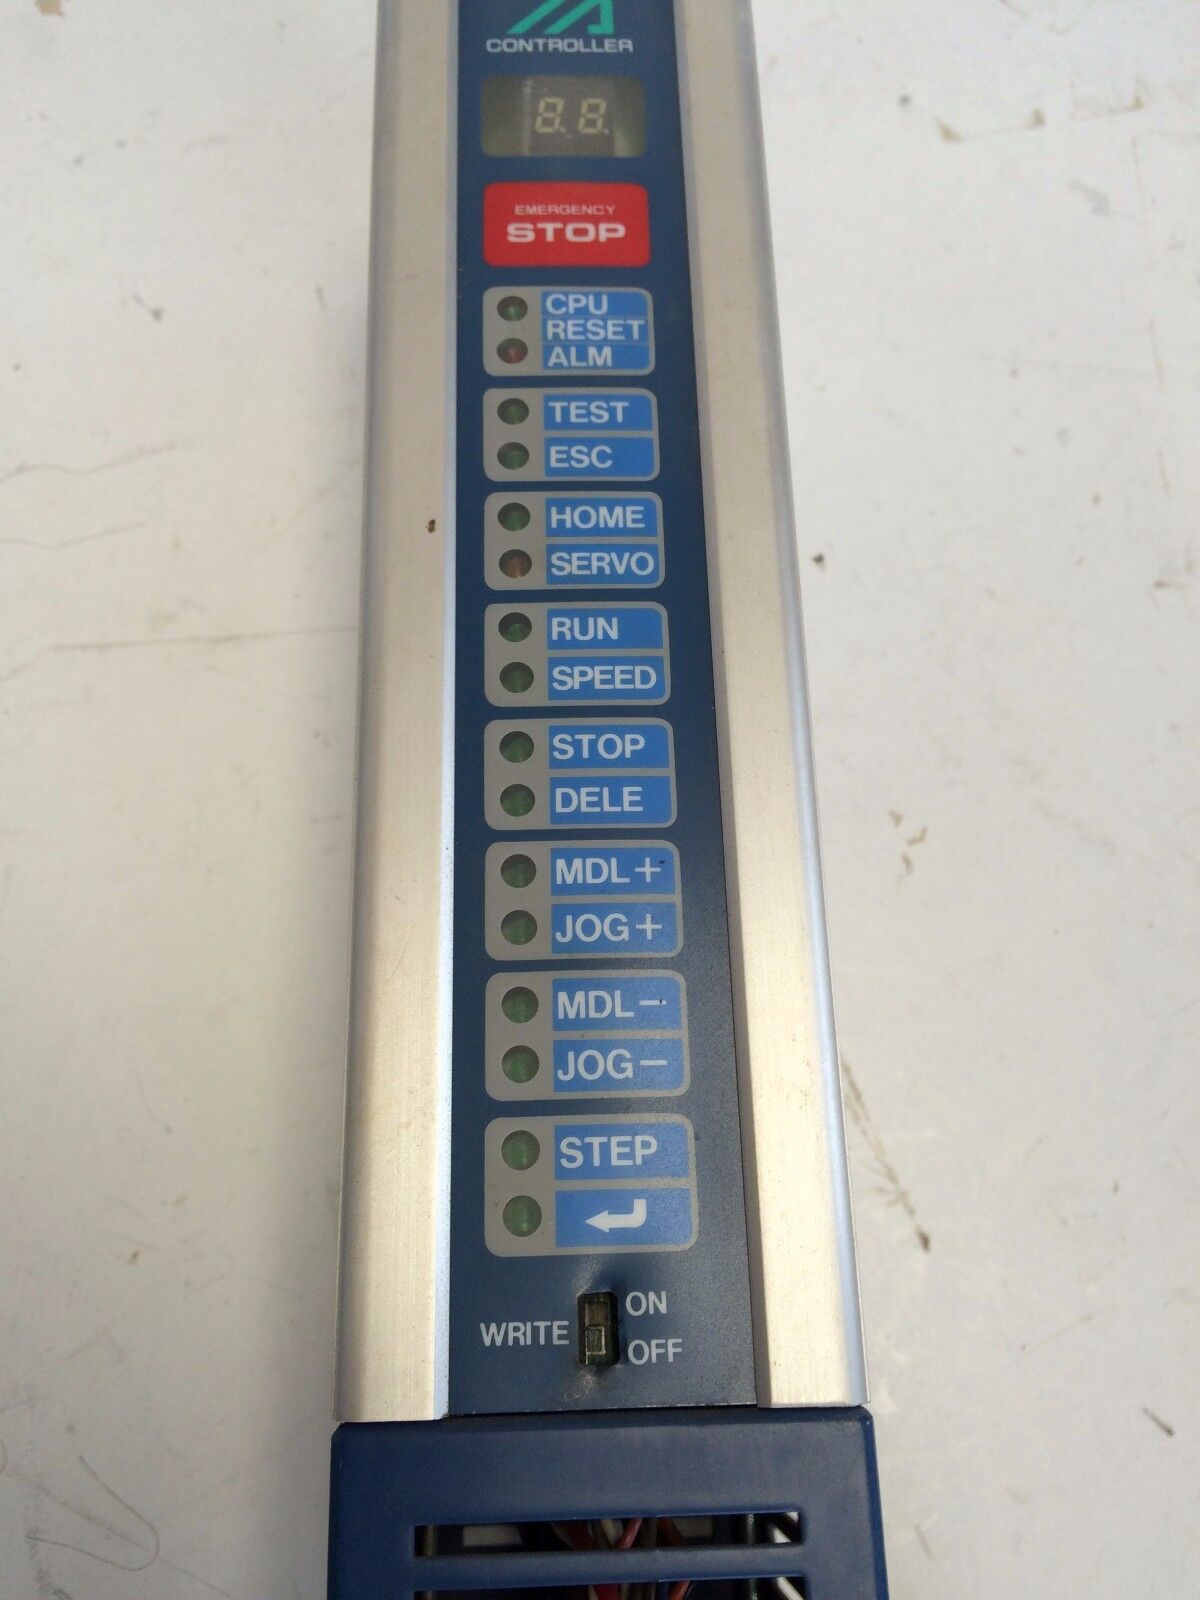 CONTROLLER
8.8.
EMERGENCY
STOP
CPU
RESET
ALM
TEST
ESC
HOME
SERVO
RUN
SPEED
STOP
DELE
MDL+
JOG+
MDL-
JOG-
STEP
WRITE
ON
OFF